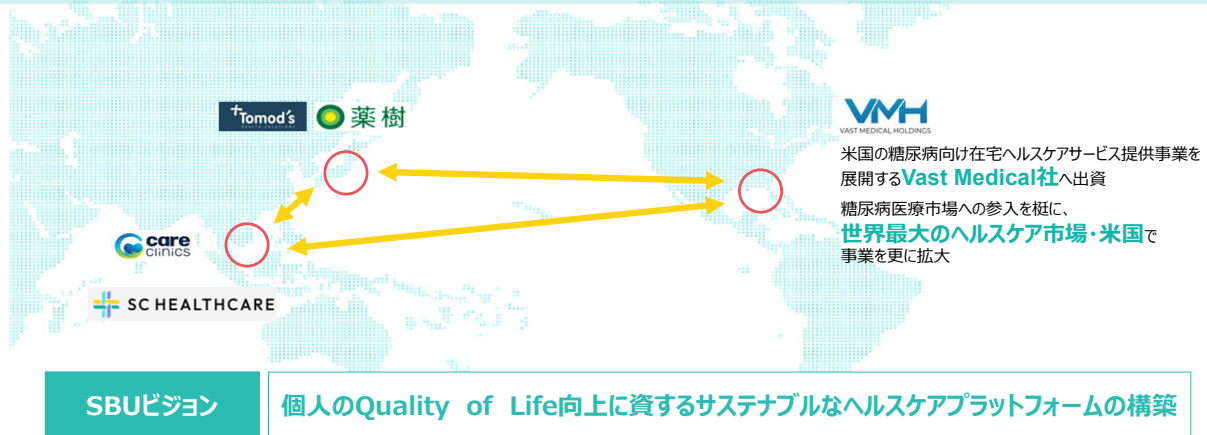 +Tomod's
HEALTH SOLUTIONS
薬樹
care
clinics
SC HEALTHCARE
VMH
VAST MEDICAL HOLDINGS
米国の糖尿病向け在宅ヘルスケアサービス提供事業を
展開するVast Medical社へ出資
糖尿病医療市場への参入を梃に、
世界最大のヘルスケア市場・米国で
事業を更に拡大
SBUビジョン
個人のQuality of Life向上に資するサステナブルなヘルスケアプラットフォームの構築